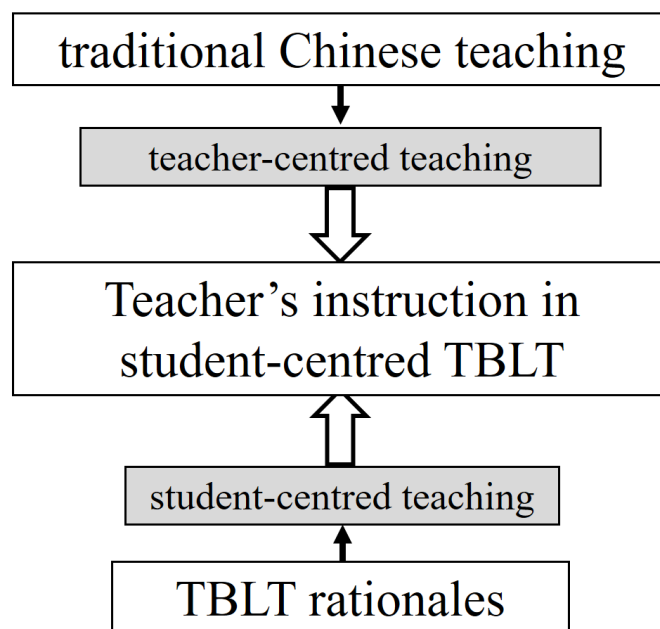 traditional Chinese teaching
teacher-centred teaching
Teacher’s instruction in
student-centred TBLT
student-centred teaching
TBLT rationales